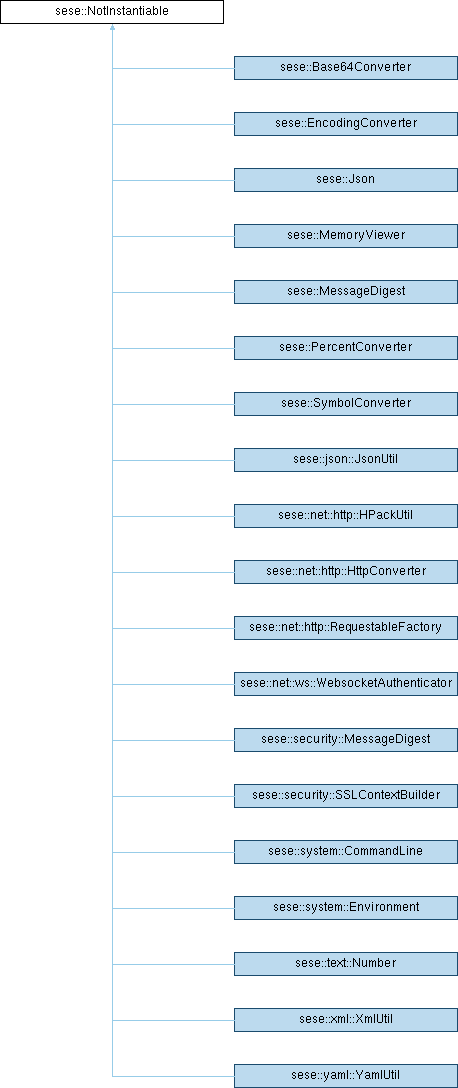 sese::NotInstantiable
sese::Base64Converter
sese::EncodingConverter
sese::Json
sese::MemoryViewer
sese::MessageDigest
sese::PercentConverter
sese::SymbolConverter
sese::json::JsonUtil
sese::net::http::HPackUtil
sese::net::http::HttpConverter
sese::net::http::RequestableFactory
sese::net::ws::WebsocketAuthenticator
sese::security::MessageDigest
sese::security::SSLContextBuilder
sese::system::CommandLine
sese::system::Environment
sese::text::Number
sese::xml::XmlUtil
sese::yaml::YamlUtil